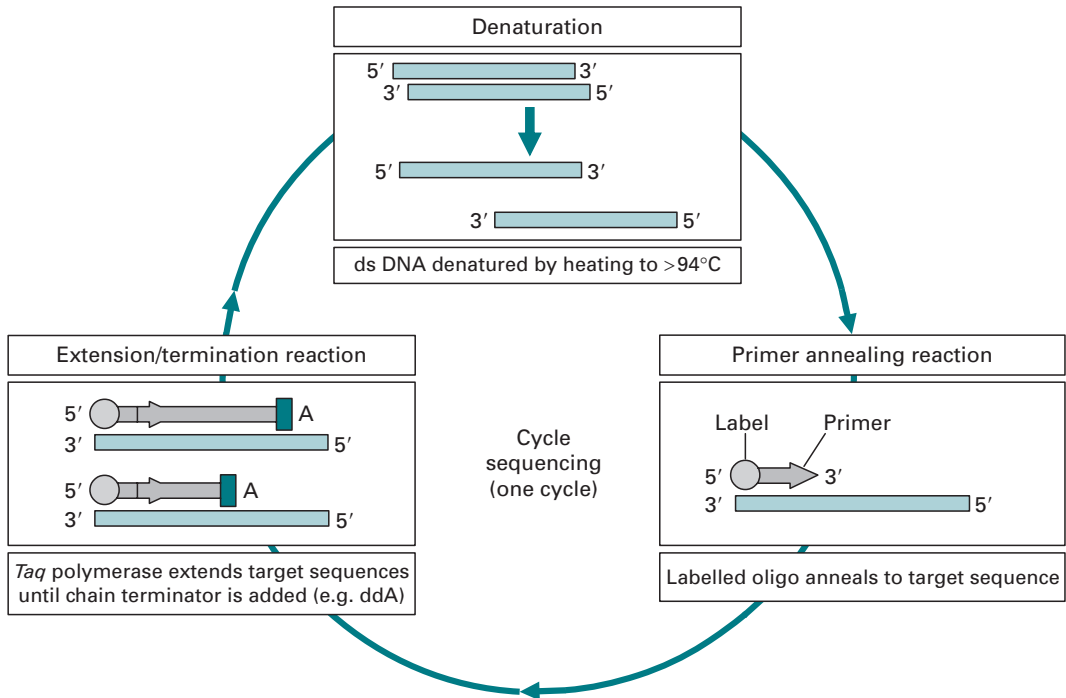 Denaturation
5′ 3′
3′ 5′
5′ 3′
3′ 5′
ds DNA denatured by heating to >94°C
Primer annealing reaction
Label Primer
5′ 3′
3′ 5′
Labelled oligo anneals to target sequence
Extension/termination reaction
5′ A
3′ 5′
5′ A
3′ 5′
Taq polymerase extends target sequences
until chain terminator is added (e.g. ddA)
Cycle
sequencing
(one cycle)